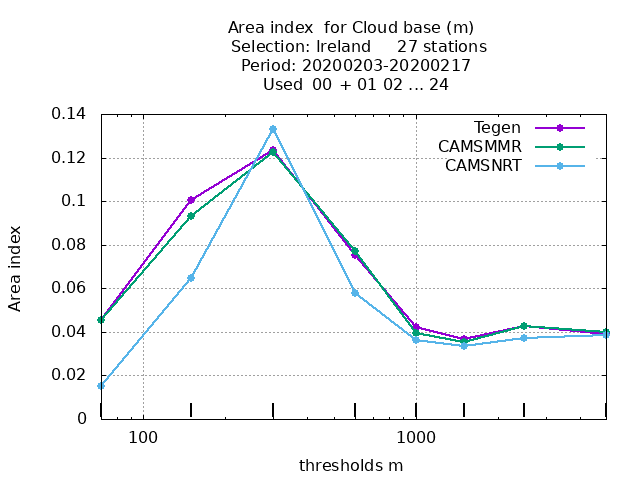 Area index  for Cloud base (m)
Selection: Ireland     27 stations
Period: 20200203-20200217
Used  00 + 01 02 ... 24
Tegen
CAMSMMR
CAMSNRT
0.14
0.12
0.1
0.08
0.06
0.04
0.02
0
Area index
100
1000
thresholds m